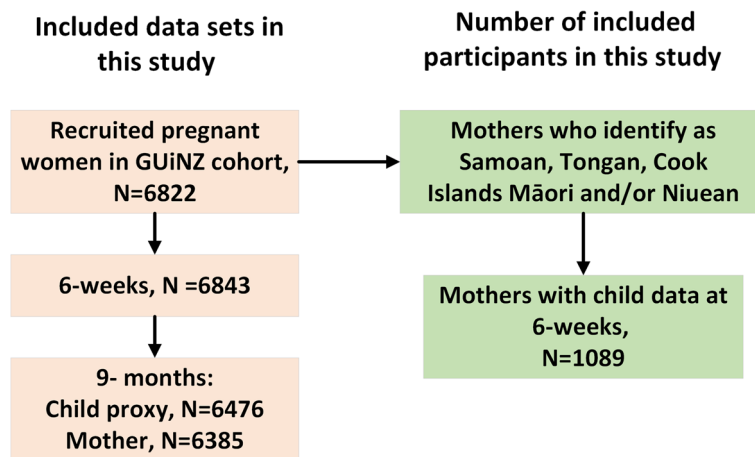 Included data sets in
this study
Recruited pregnant
women in GUiNZ cohort,
N=6822
6-weeks, N =6843
9- months:
Child proxy, N=6476
Mother, N=6385
Number of included
participants in this study
Mothers who identify as
Samoan, Tongan, Cook
Islands Māori and/or Niuean
Mothers with child data at
6-weeks,
N=1089